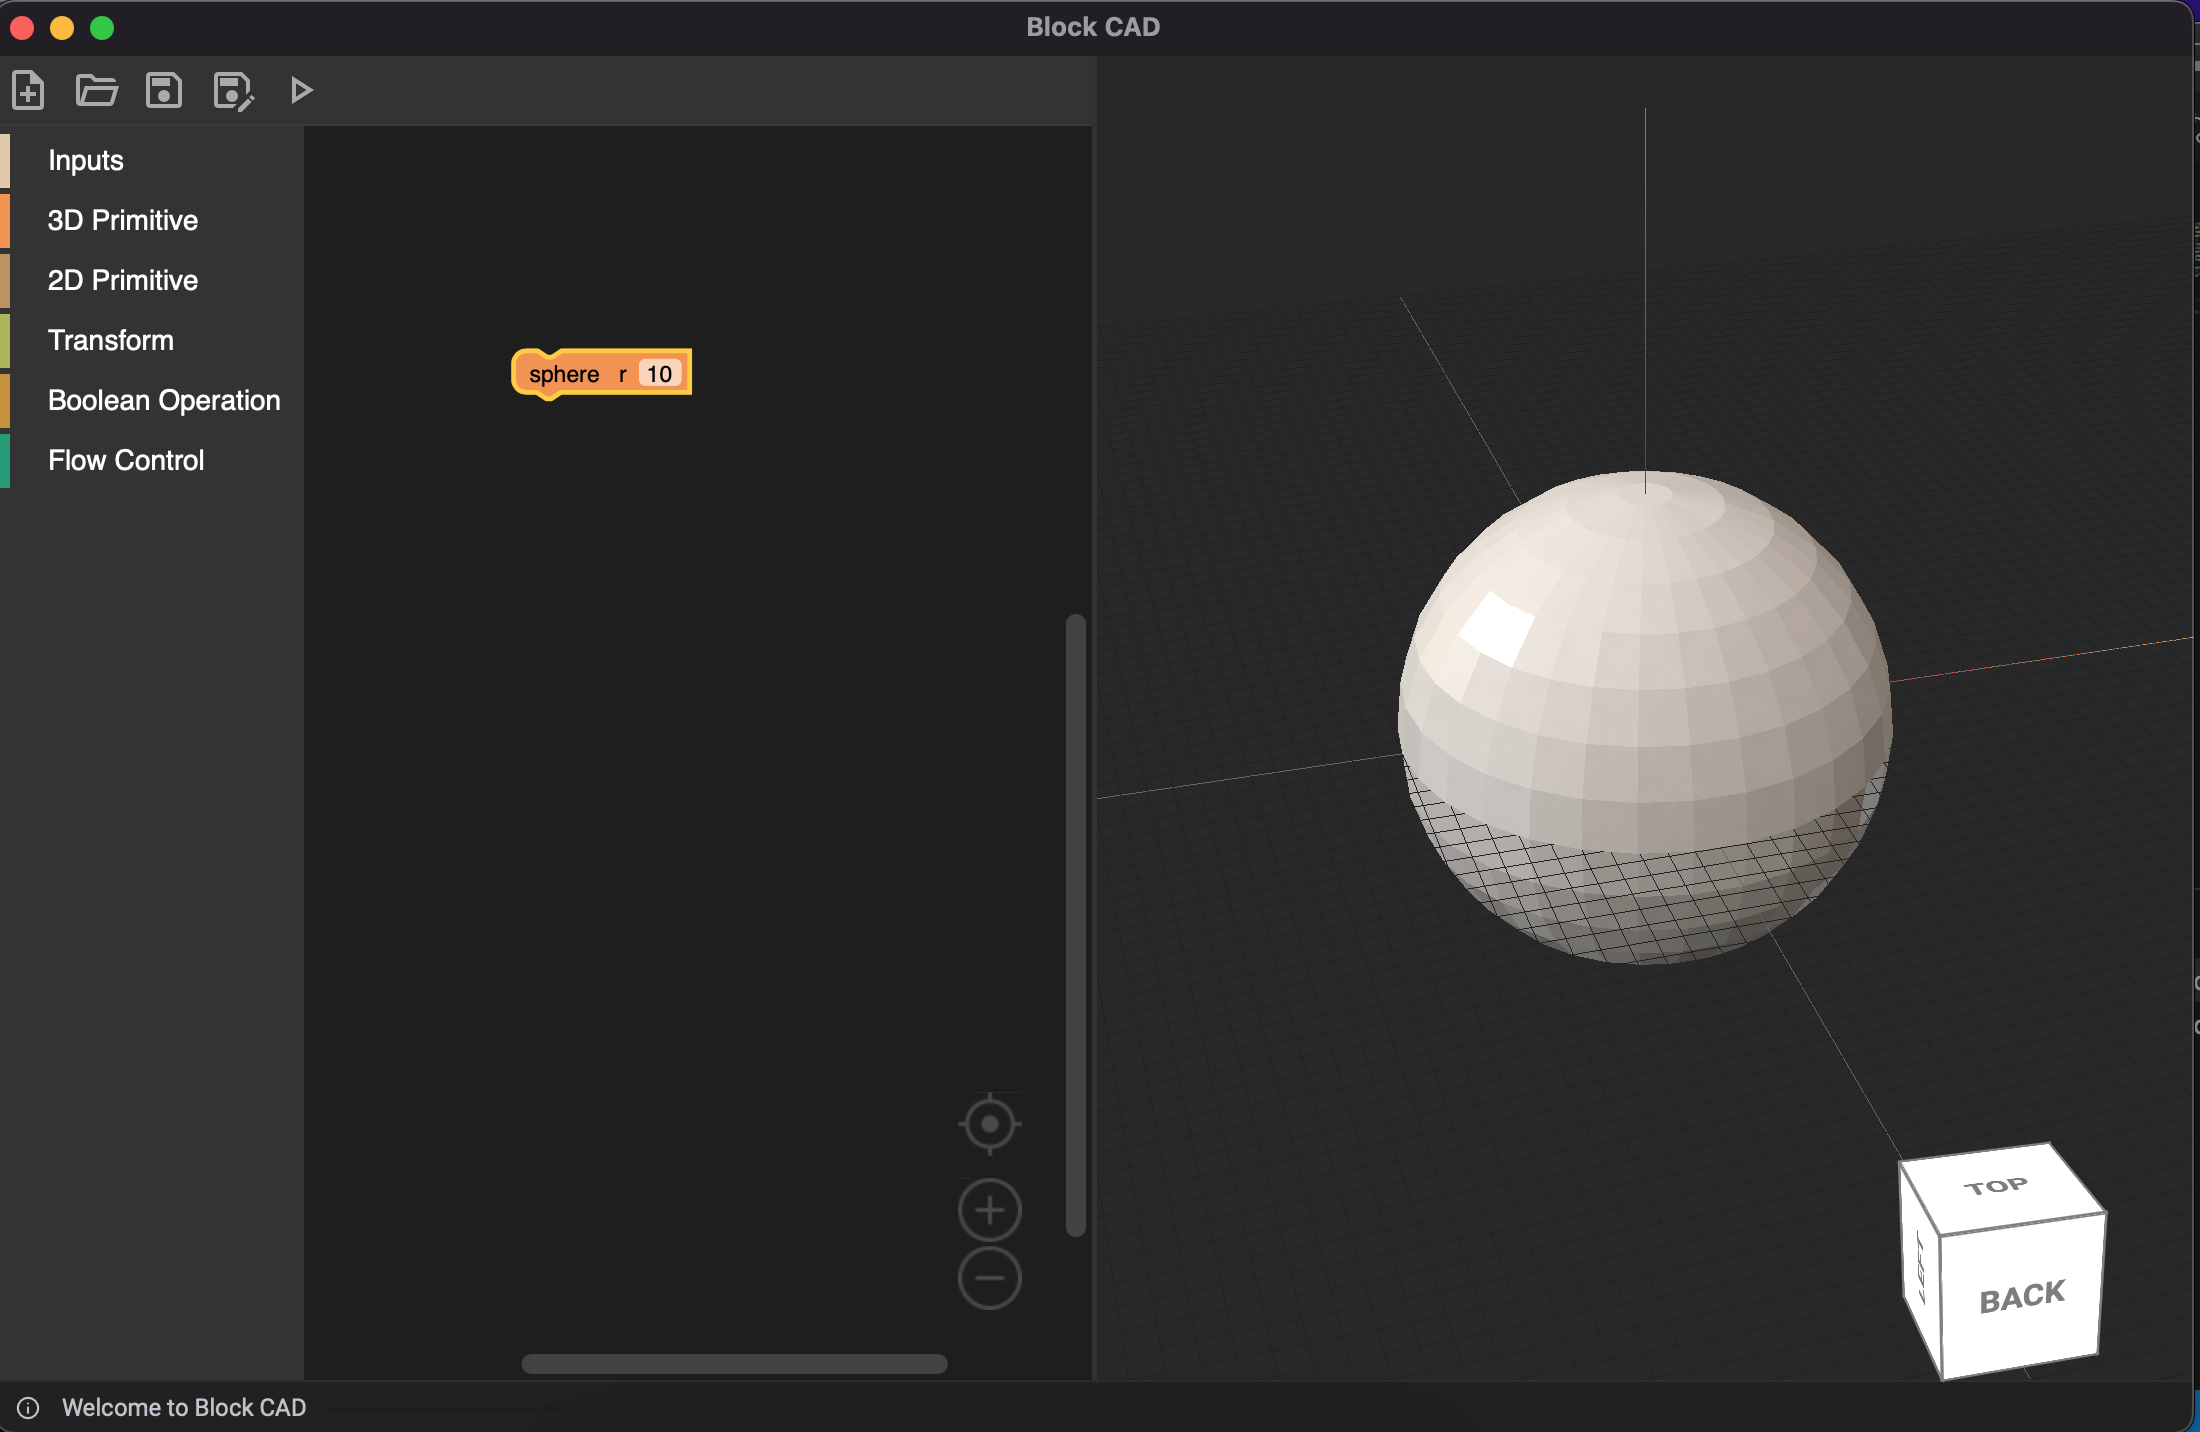 Block CAD
Inputs
3D Primitive
2D Primitive
Transform
Boolean Operation
Flow Control
sphere r 10
TOP
LEFT
BACK
Welcome to Block CAD